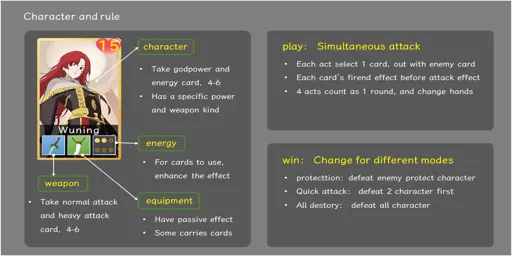 Character and rule
15
Wuning
character
• Take godpower and
energy card, 4-6
• Has a specific power
and weapon kind
energy
• For cards to use,
enhance the effect
weapon
• Take normal attack
and heavy attack
card, 4-6
equipment
• Have passive effect
• Some carries cards
play: Simultaneous attack
• Each act select 1 card, out with enemy card
• Each card's firend effect before attack effect
• 4 acts count as 1 round, and change hands
win: Change for different modes
• protecttion: defeat enemy protect character
• Quick attack: defeat 2 character first
• All destory: defeat all character